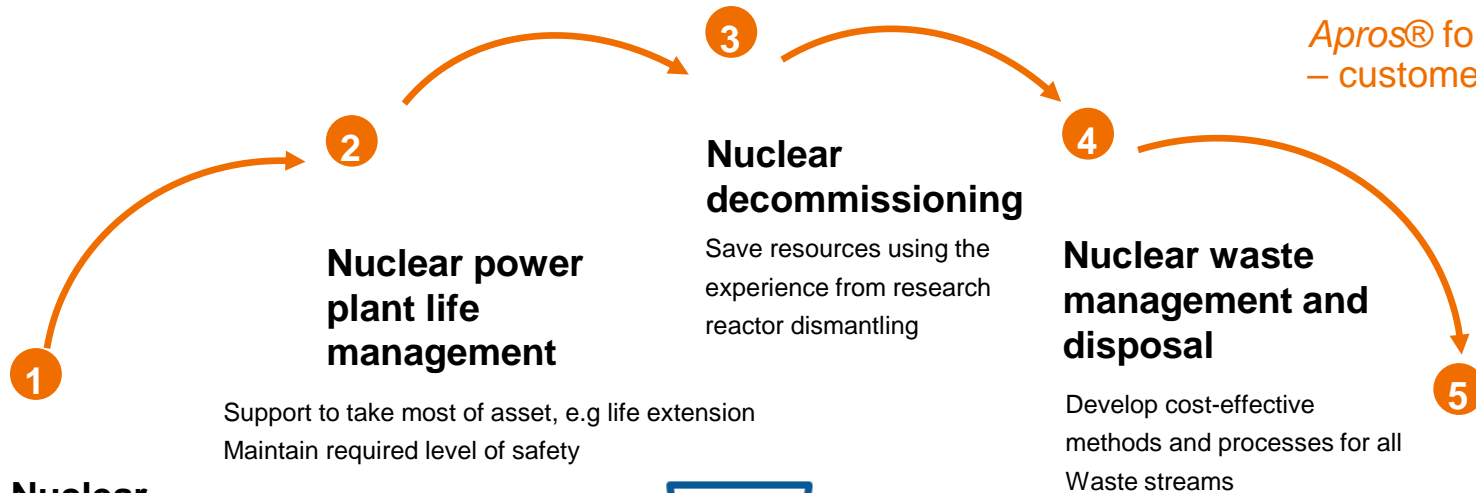 3
Apros® fo
– custome
2
4
Nuclear
decommissioning
Save resources using the
experience from research
reactor dismantling
Nuclear power
plant life
management
Nuclear waste
management and
disposal
1
5
Support to take most of asset, e.g life extension
Maintain required level of safety
Develop cost-effective
methods and processes for all
Waste streams
Nuclear